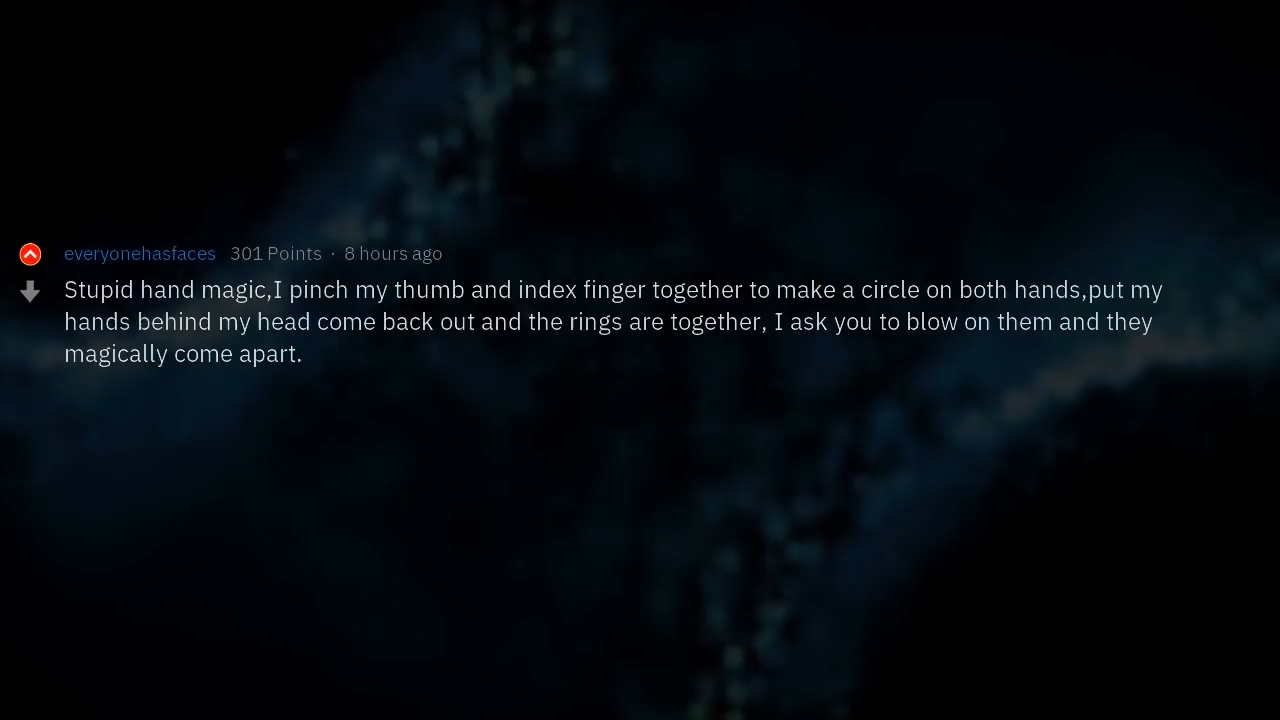 everyonehasfaces 301 Points · 8 hours ago
Stupid hand magic,I pinch my thumb and index finger together to make a circle on both hands,put my
hands behind my head come back out and the rings are together, I ask you to blow on them and they
magically come apart.